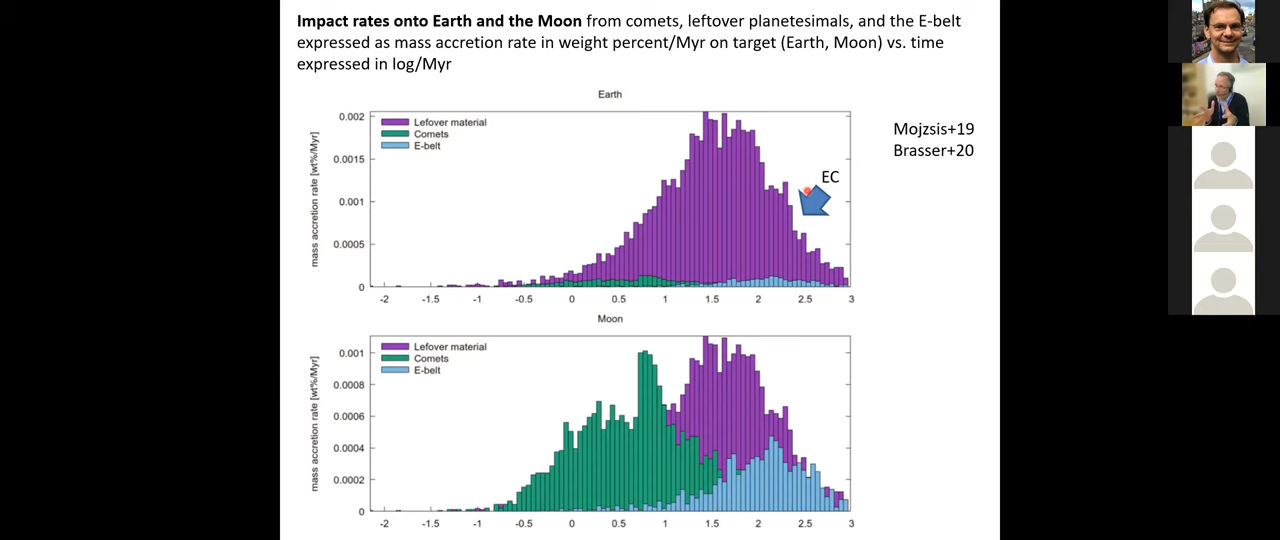 Impact rates onto Earth and the Moon from comets, leftover planetesimals, and the E-belt
expressed as mass accretion rate in weight percent/Myr on target (Earth, Moon) vs. time
expressed in log/Myr
Earth
Mojzsis+19
Brasser+20
EC
mass accretion rate [wt%/Myr]
0.002
0.0015
0.001
0.0005
0
Lefover material
Comets
E-belt
-2 -1.5 -1 -0.5 0 0.5 1 1.5 2 2.5 3
Moon
mass accretion rate [wt%/Myr]
0.001
0.0008
0.0006
0.0004
0.0002
0
Lefover material
Comets
E-belt
-2 -1.5 -1 -0.5 0 0.5 1 1.5 2 2.5 3